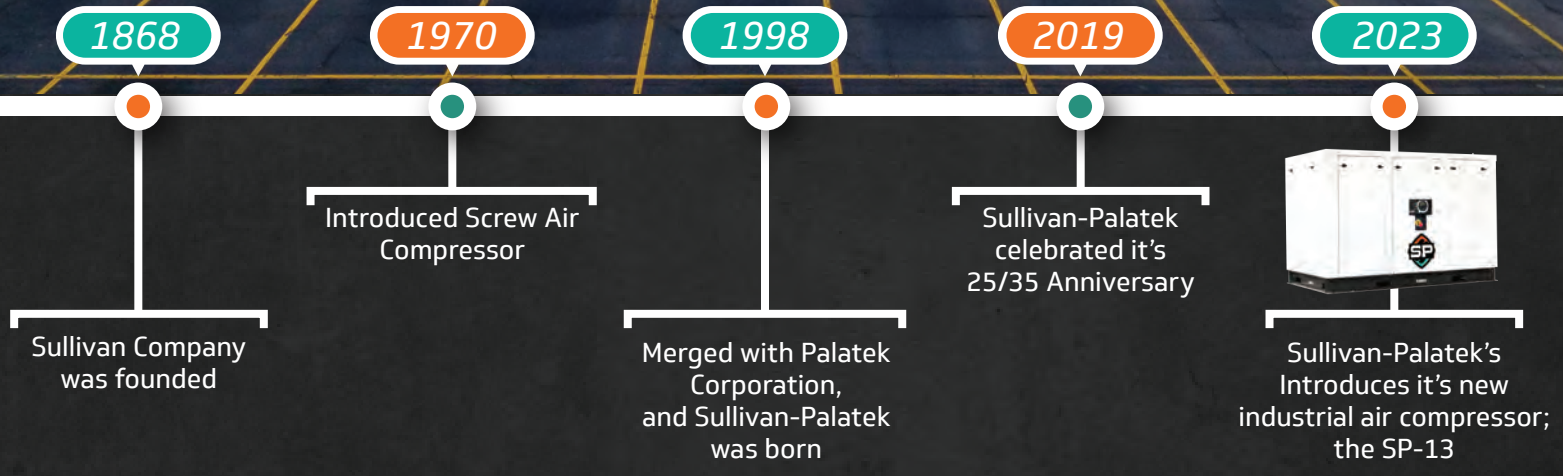 1868
1970
1998
2019
2023
Sullivan Company
was founded
Introduced Screw Air
Compressor
Merged with Palatek
Corporation,
and Sullivan-Palatek
was born
Sullivan-Palatek
celebrated it's
25/35 Anniversary
SP
Sullivan-Palatek’s
Introduces it’s new
industrial air compressor;
the SP-13